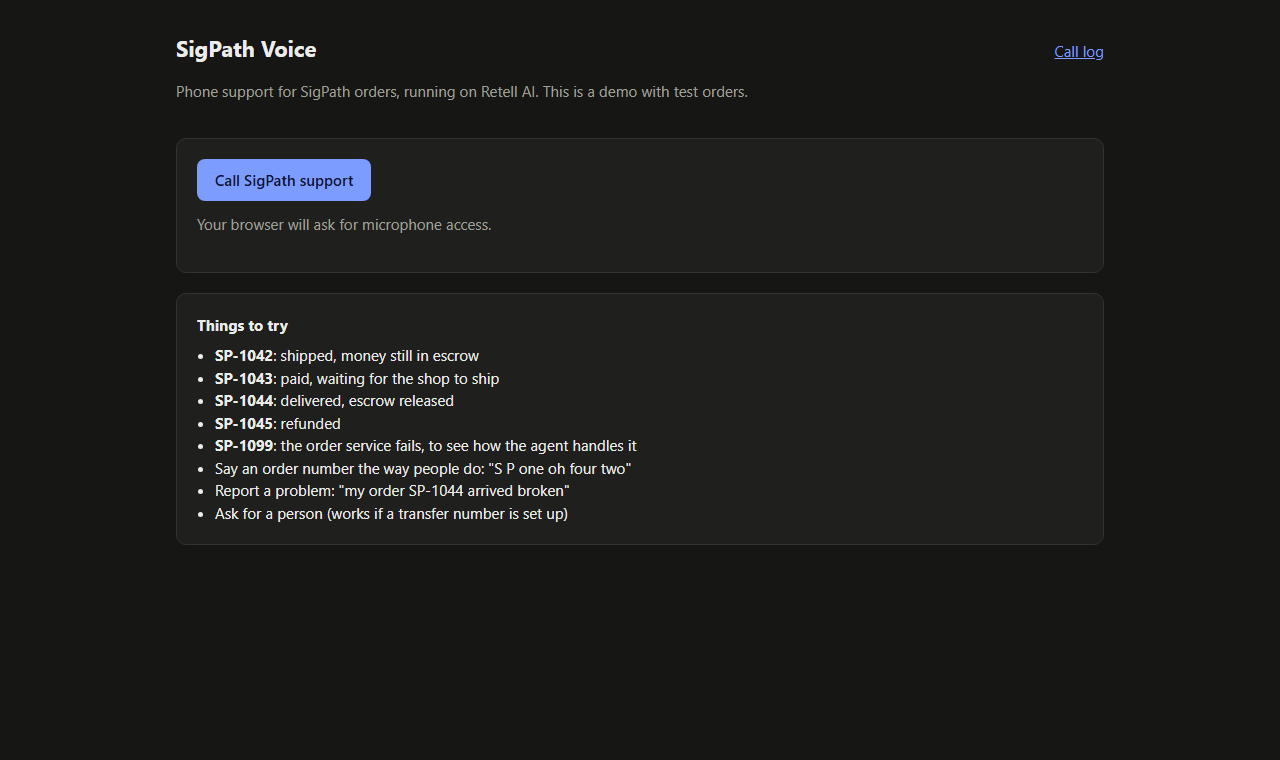 SigPath Voice
Call log
Phone support for SigPath orders, running on Retell AI. This is a demo with test orders.
Call SigPath support
Your browser will ask for microphone access.
Things to try
• SP-1042: shipped, money still in escrow
• SP-1043: paid, waiting for the shop to ship
• SP-1044: delivered, escrow released
• SP-1045: refunded
• SP-1099: the order service fails, to see how the agent handles it
• Say an order number the way people do: "S P one oh four two"
• Report a problem: "my order SP-1044 arrived broken"
• Ask for a person (works if a transfer number is set up)